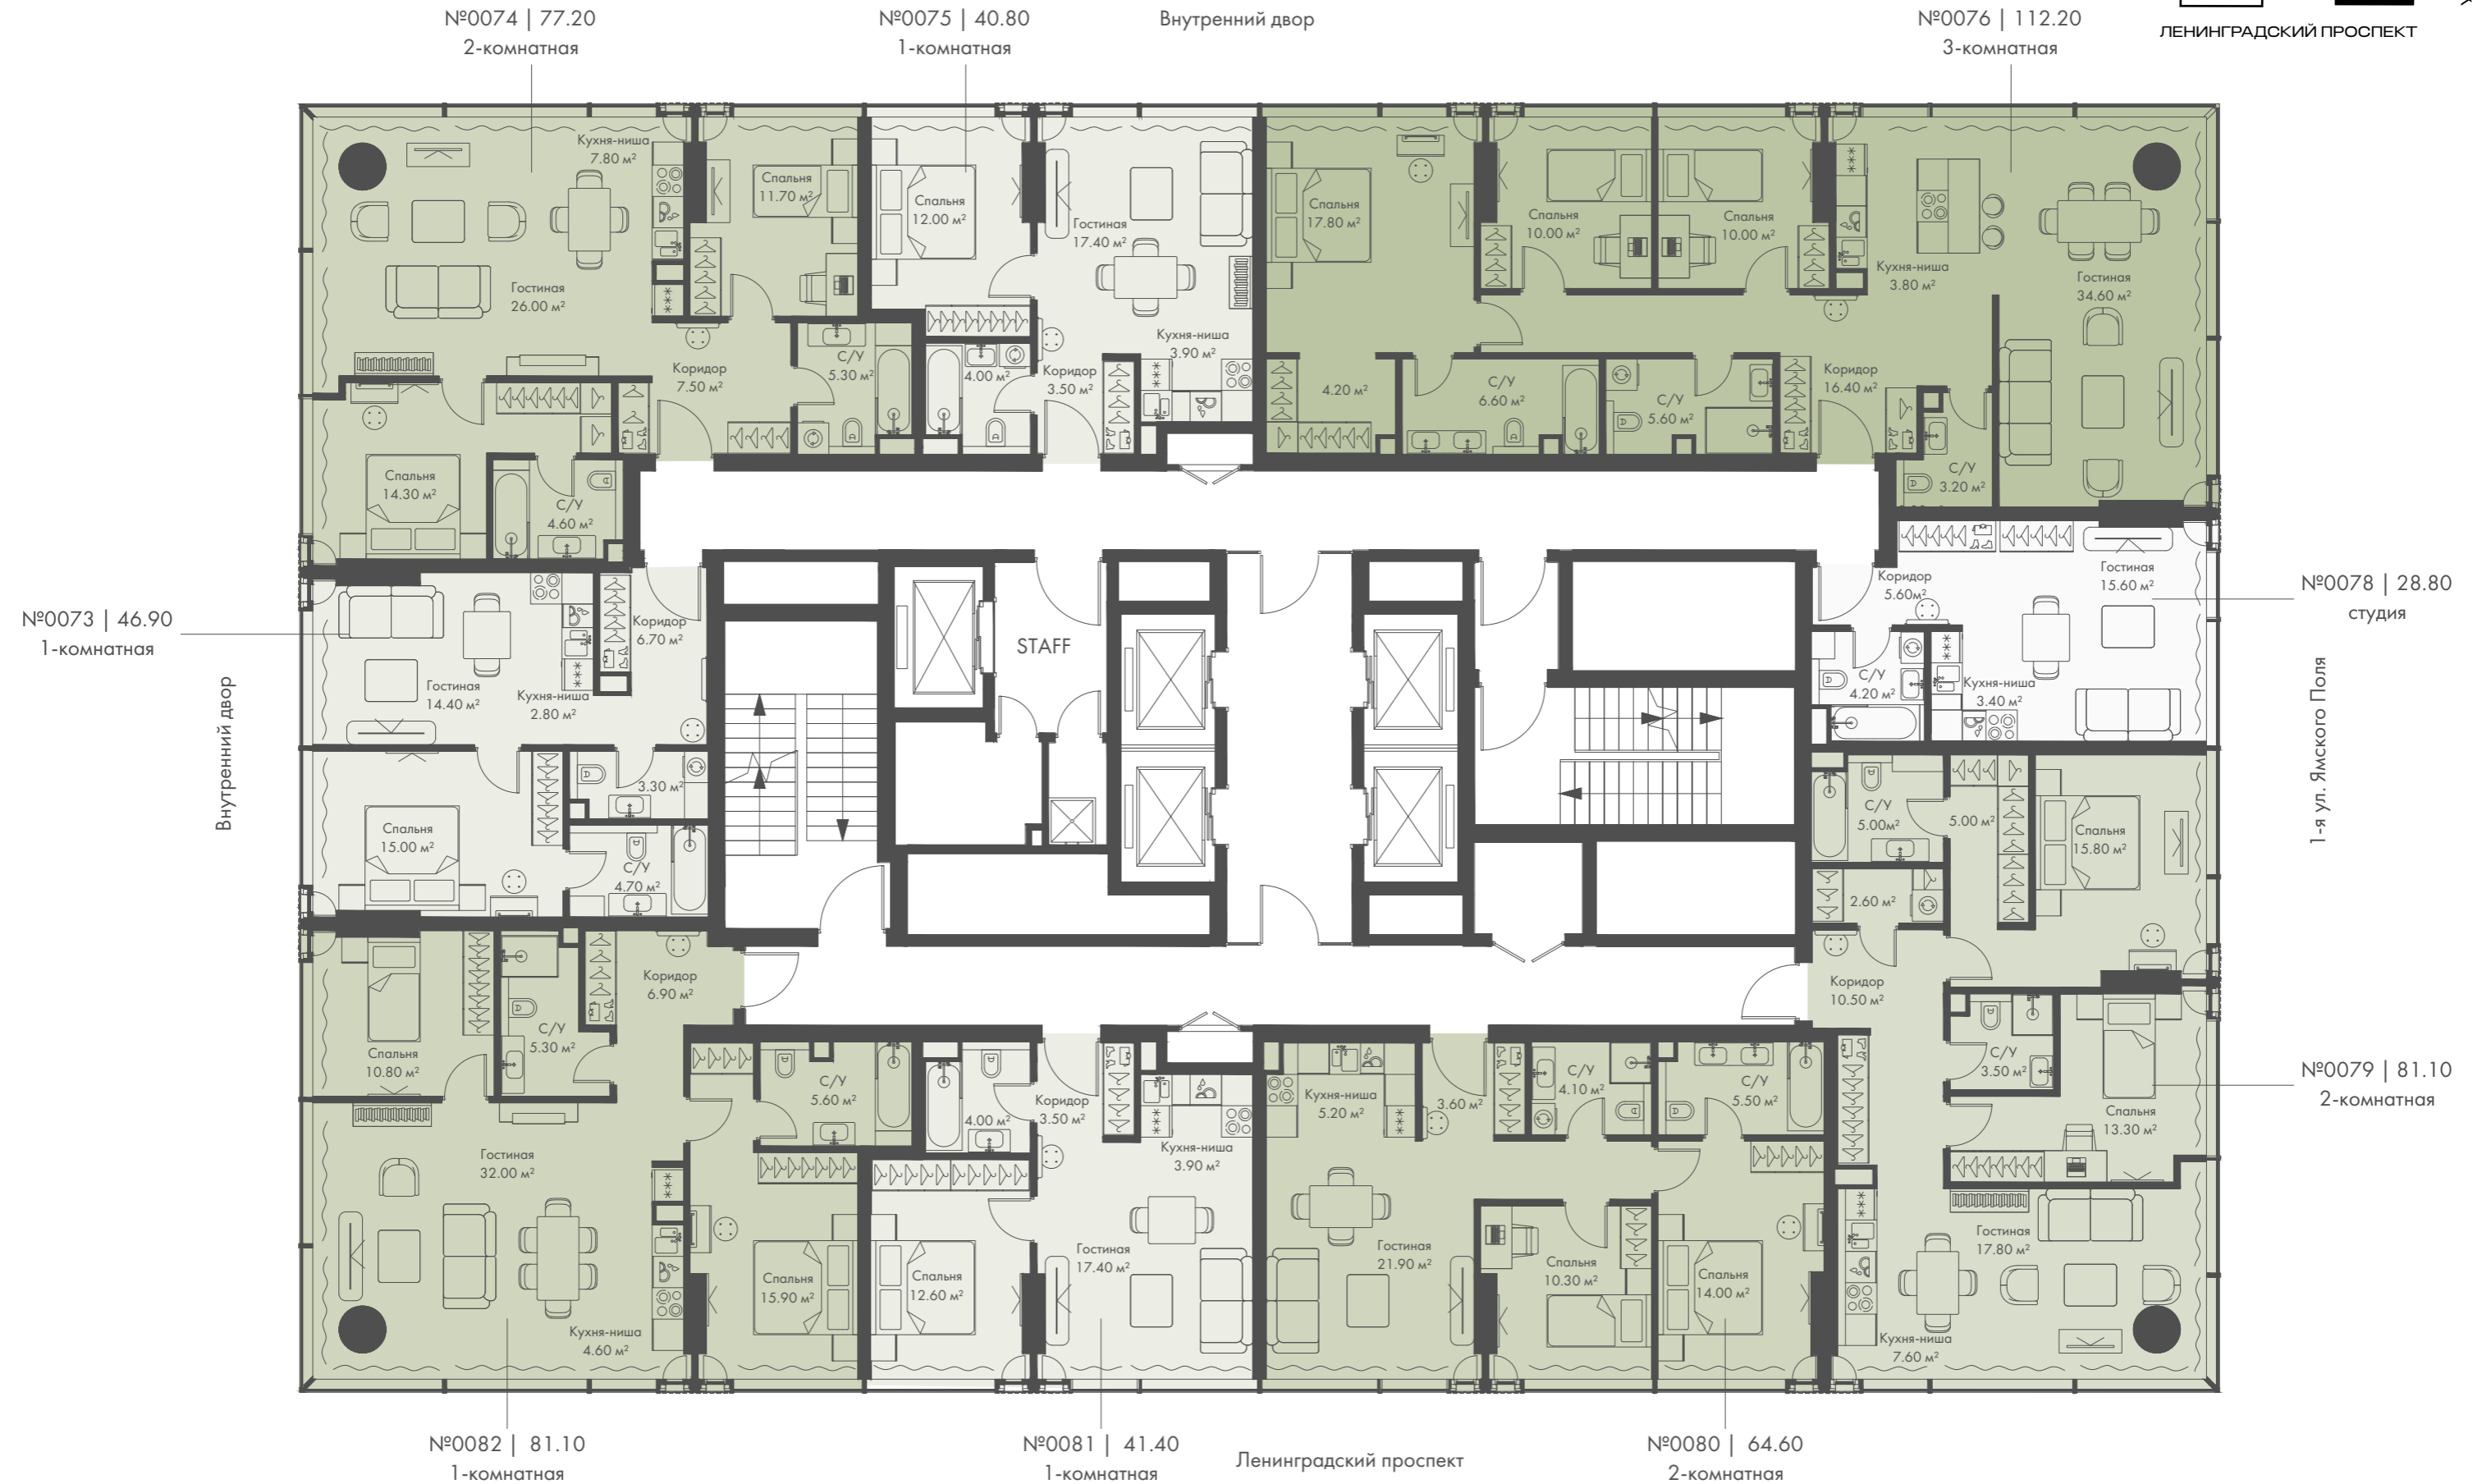 №0074 | 77.20
2-комнатная
№0075 | 40.80
1-комнатная
Внутренний двор
№0076 | 112.20
3-комнатная
ЛЕНИНГРАДСКИЙ ПРОСПЕКТ
Кухня-ниша
7.80 м²
Спальня
11.70 м²
Гостиная
26.00 м²
Коридор
7.50 м²
С/У
5.30 м²
Спальня
14.30 м²
С/У
4.60 м²
Спальня
12.00 м²
Гостиная
17.40 м²
Кухня-ниша
3.90 м²
4.00 м²
Коридор
3.50 м²
Спальня
17.80 м²
Спальня
10.00 м²
Спальня
10.00 м²
Кухня-ниша
3.80 м²
Гостиная
34.60 м²
4.20 м²
С/У
6.60 м²
С/У
5.60 м²
Коридор
16.40 м²
С/У
3.20 м²
№0073 | 46.90
1-комнатная
Внутренний двор
Коридор
6.70 м²
Гостиная
14.40 м²
Кухня-ниша
2.80 м²
3.30 м²
Спальня
15.00 м²
С/У
4.70 м²
STAFF
Коридор
5.60м²
Гостиная
15.60 м²
С/У
4.20 м²
Кухня-ниша
3.40 м²
№0078 | 28.80
студия
1-я ул. Ямского Поля
С/У
5.00м²
5.00 м²
Спальня
15.80 м²
2.60 м²
Коридор
10.50 м²
С/У
3.50 м²
Спальня
13.30 м²
Гостиная
17.80 м²
Кухня-ниша
7.60 м²
№0079 | 81.10
2-комнатная
Коридор
6.90 м²
С/У
5.30 м²
Спальня
10.80 м²
Гостиная
32.00 м²
С/У
5.60 м²
Спальня
15.90 м²
Кухня-ниша
4.60 м²
4.00 м²
Коридор
3.50 м²
Кухня-ниша
3.90 м²
Спальня
12.60 м²
Гостиная
17.40 м²
Кухня-ниша
5.20 м²
3.60 м²
С/У
4.10 м²
С/У
5.50 м²
Гостиная
21.90 м²
Спальня
10.30 м²
Спальня
14.00 м²
№0082 | 81.10
1-комнатная
№0081 | 41.40
1-комнатная
Ленинградский проспект
№0080 | 64.60
2-комнатная